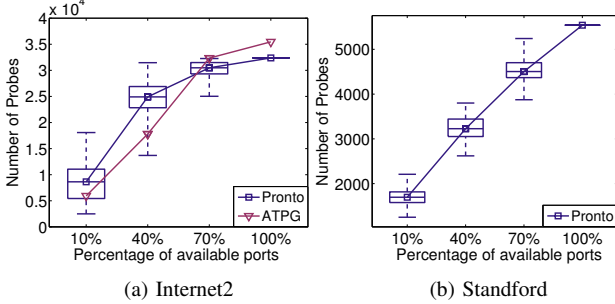 x 10^4
4
3.5
3
2.5
2
1.5
1
0.5
0
Number of Probes
10% 40% 70% 100%
Percentage of available ports
Pronto
ATPG
(a) Internet2
5000
4000
3000
2000
Number of Probes
10% 40% 70% 100%
Percentage of available ports
Pronto
(b) Standford